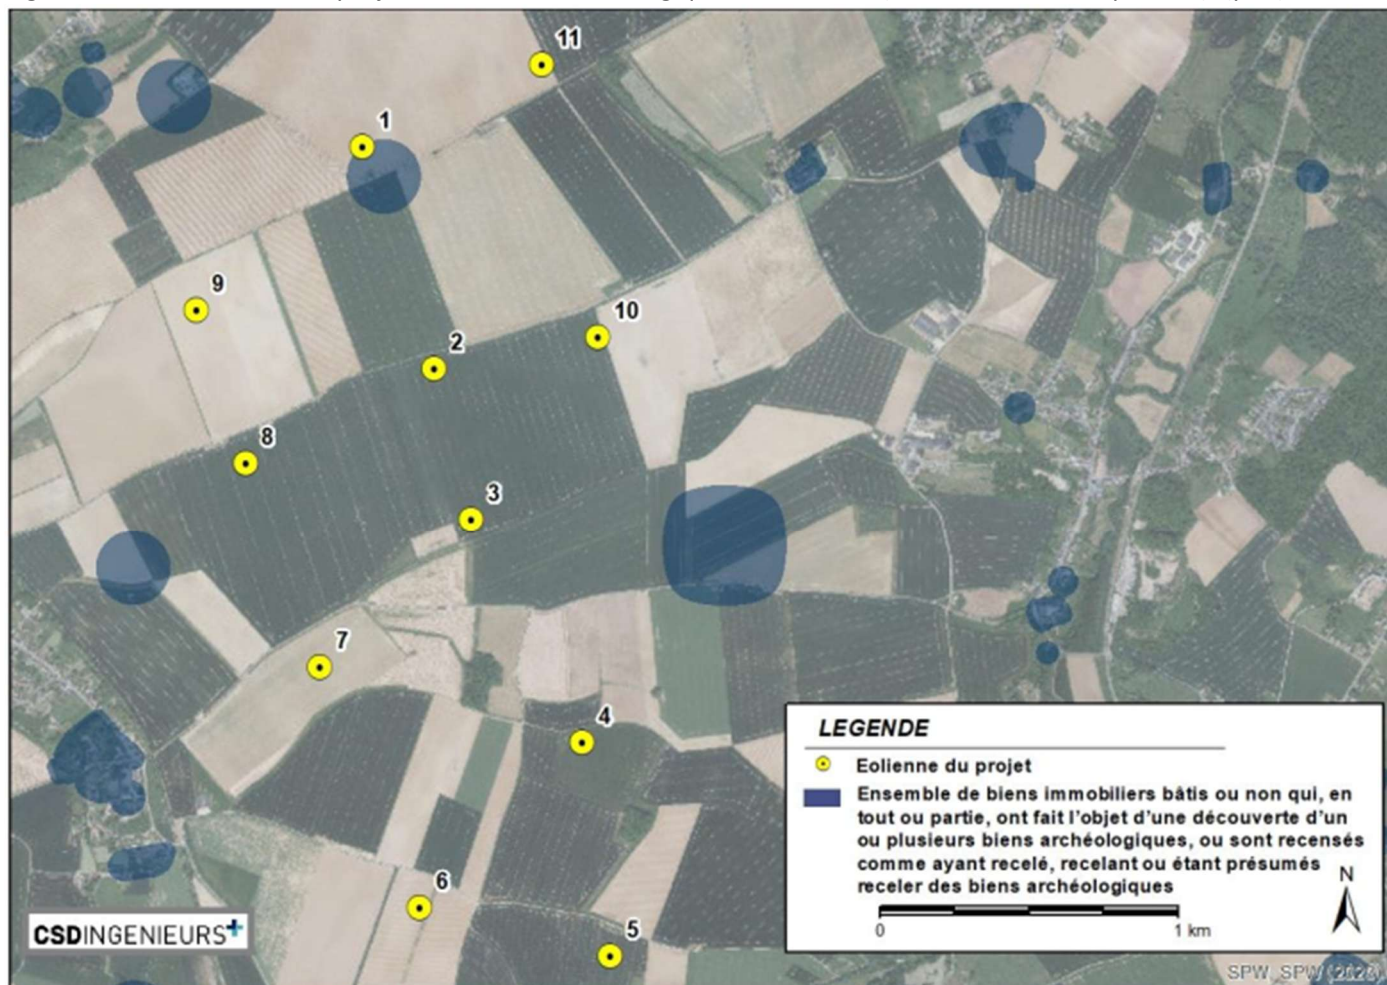 11
1
9
10
2
8
3
7
4
6
5
LEGENDE
Eolienne du projet
Ensemble de biens immobiliers bâtis ou non qui, en
tout ou partie, ont fait l'objet d'une découverte d'un
ou plusieurs biens archéologiques, ou sont recensés
comme ayant recelé, recelant ou étant présumés
receler des biens archéologiques
N
0 1 km
CSDINGENIEURS+
SPW, SPW (2023)